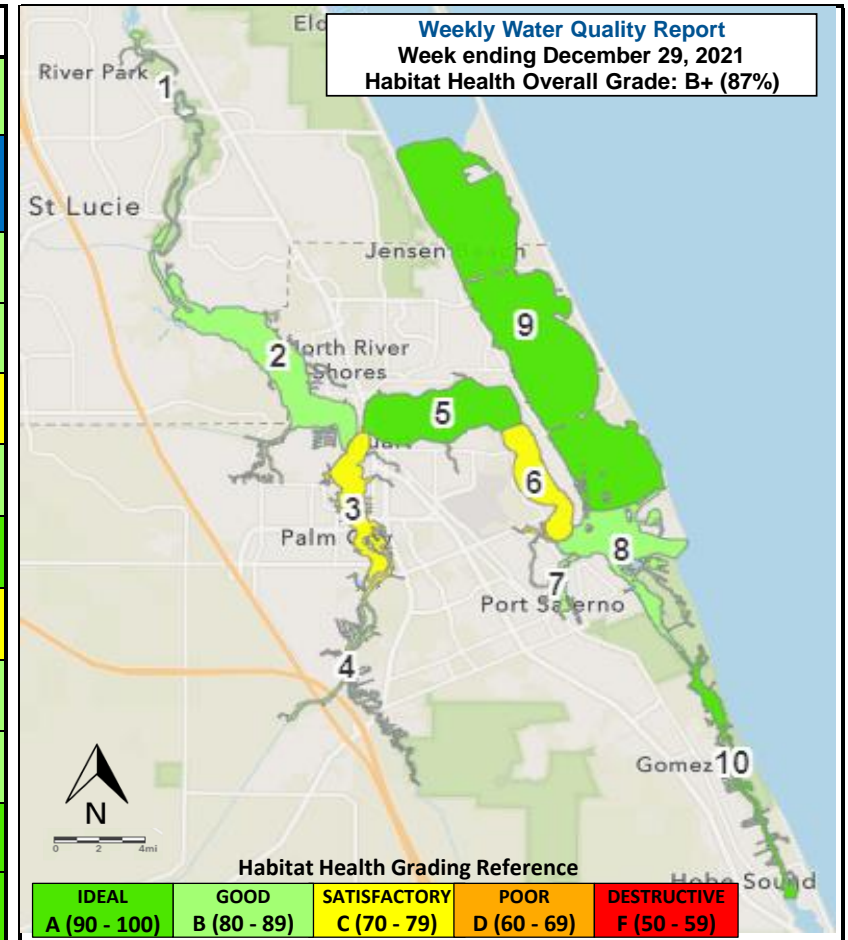 Weekly Water Quality Report
Week ending December 29, 2021
Habitat Health Overall Grade: B+ (87%)
River Park
1
St Lucie
Jensen
9
2
North River
Shores
5
6
3
Palm City
8
7
Port Salerno
4
Gomez
10
N
0 2 4mi
Hobe Sound
Habitat Health Grading Reference
IDEAL
A (90 - 100)
GOOD
B (80 - 89)
SATISFACTORY
C (70 - 79)
POOR
D (60 - 69)
DESTRUCTIVE
F (50 - 59)